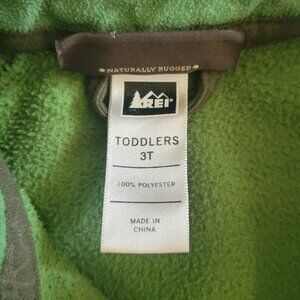 NATURALLY RUGGED
REI
TODDLERS
3T
100% POLYESTER
MADE IN
CHINA